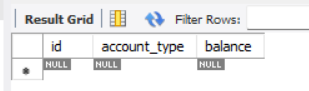 Result Grid Filter Rows:
id account_type balance
NULL NULL NULL